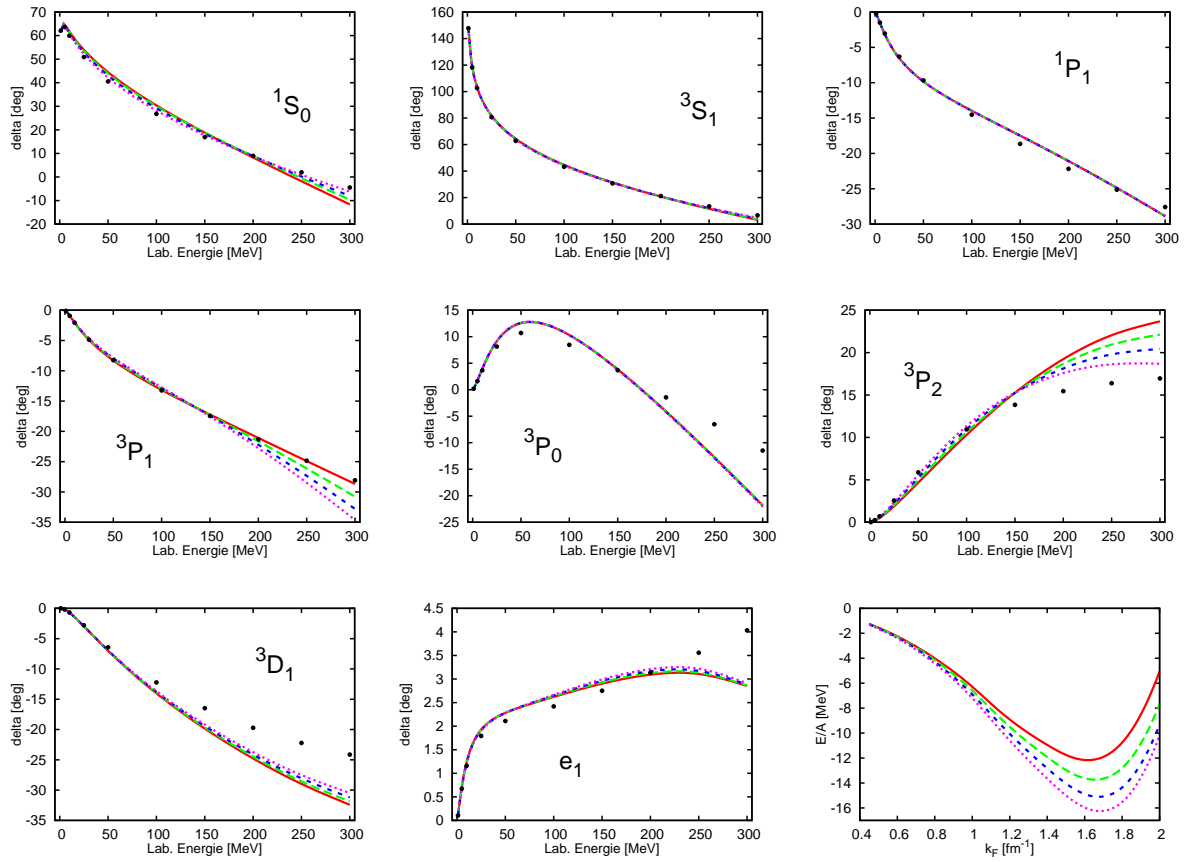 70
60
50
40
30
20
10
0
-10
-20
delta [deg]
¹S₀
0 50 100 150 200 250 300
Lab. Energie [MeV]
160
140
120
100
80
60
40
20
0
delta [deg]
³S₁
0 50 100 150 200 250 300
Lab. Energie [MeV]
0
-5
-10
-15
-20
-25
-30
delta [deg]
¹P₁
0 50 100 150 200 250 300
Lab. Energie [MeV]
0
-5
-10
-15
-20
-25
-30
-35
delta [deg]
³P₁
0 50 100 150 200 250 300
Lab. Energie [MeV]
15
10
5
0
-5
-10
-15
-20
-25
delta [deg]
³P₀
0 50 100 150 200 250 300
Lab. Energie [MeV]
25
20
15
10
5
0
delta [deg]
³P₂
0 50 100 150 200 250 300
Lab. Energie [MeV]
0
-5
-10
-15
-20
-25
-30
-35
delta [deg]
³D₁
0 50 100 150 200 250 300
Lab. Energie [MeV]
4.5
4
3.5
3
2.5
2
1.5
1
0.5
0
delta [deg]
e₁
0 50 100 150 200 250 300
Lab. Energie [MeV]
0
-2
-4
-6
-8
-10
-12
-14
-16
E/A [MeV]
0.4 0.6 0.8 1 1.2 1.4 1.6 1.8 2
k_F [fm⁻¹]